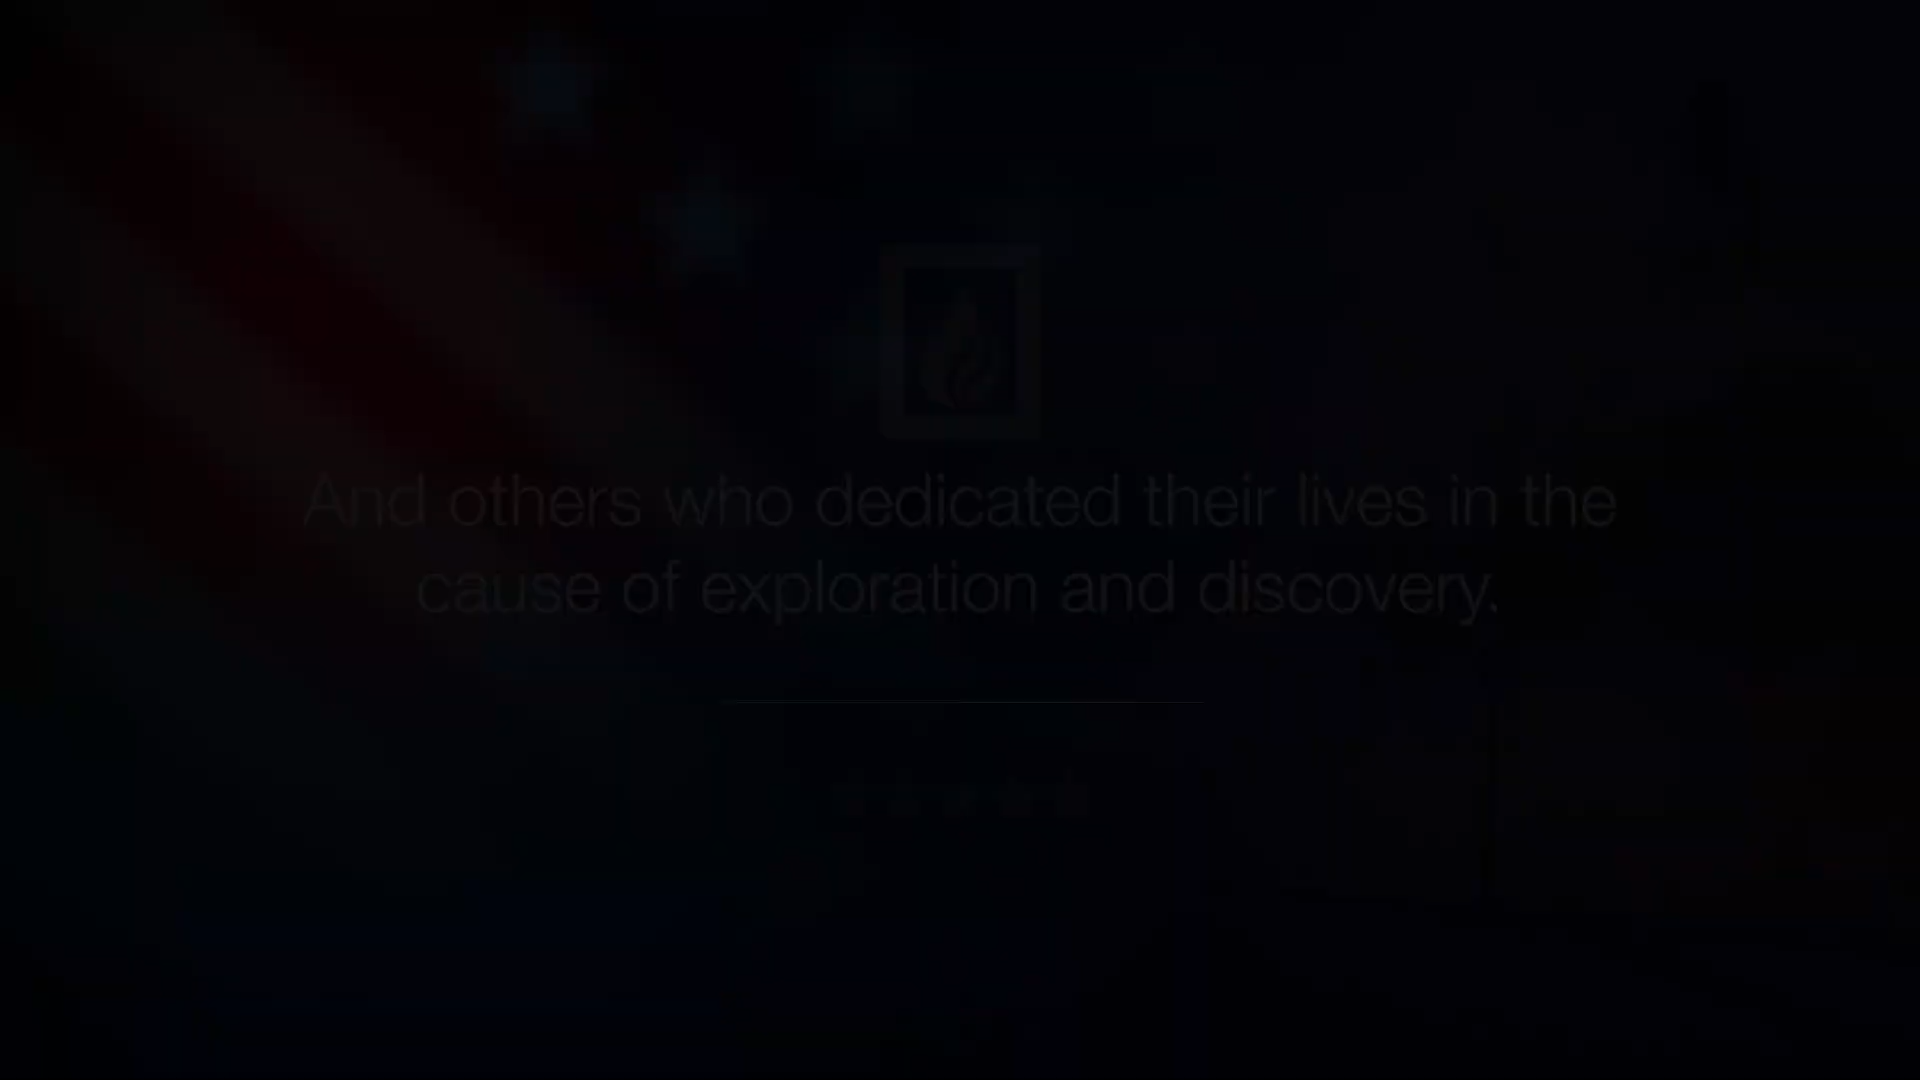 And others who dedicated their lives in the
cause of exploration and discovery.